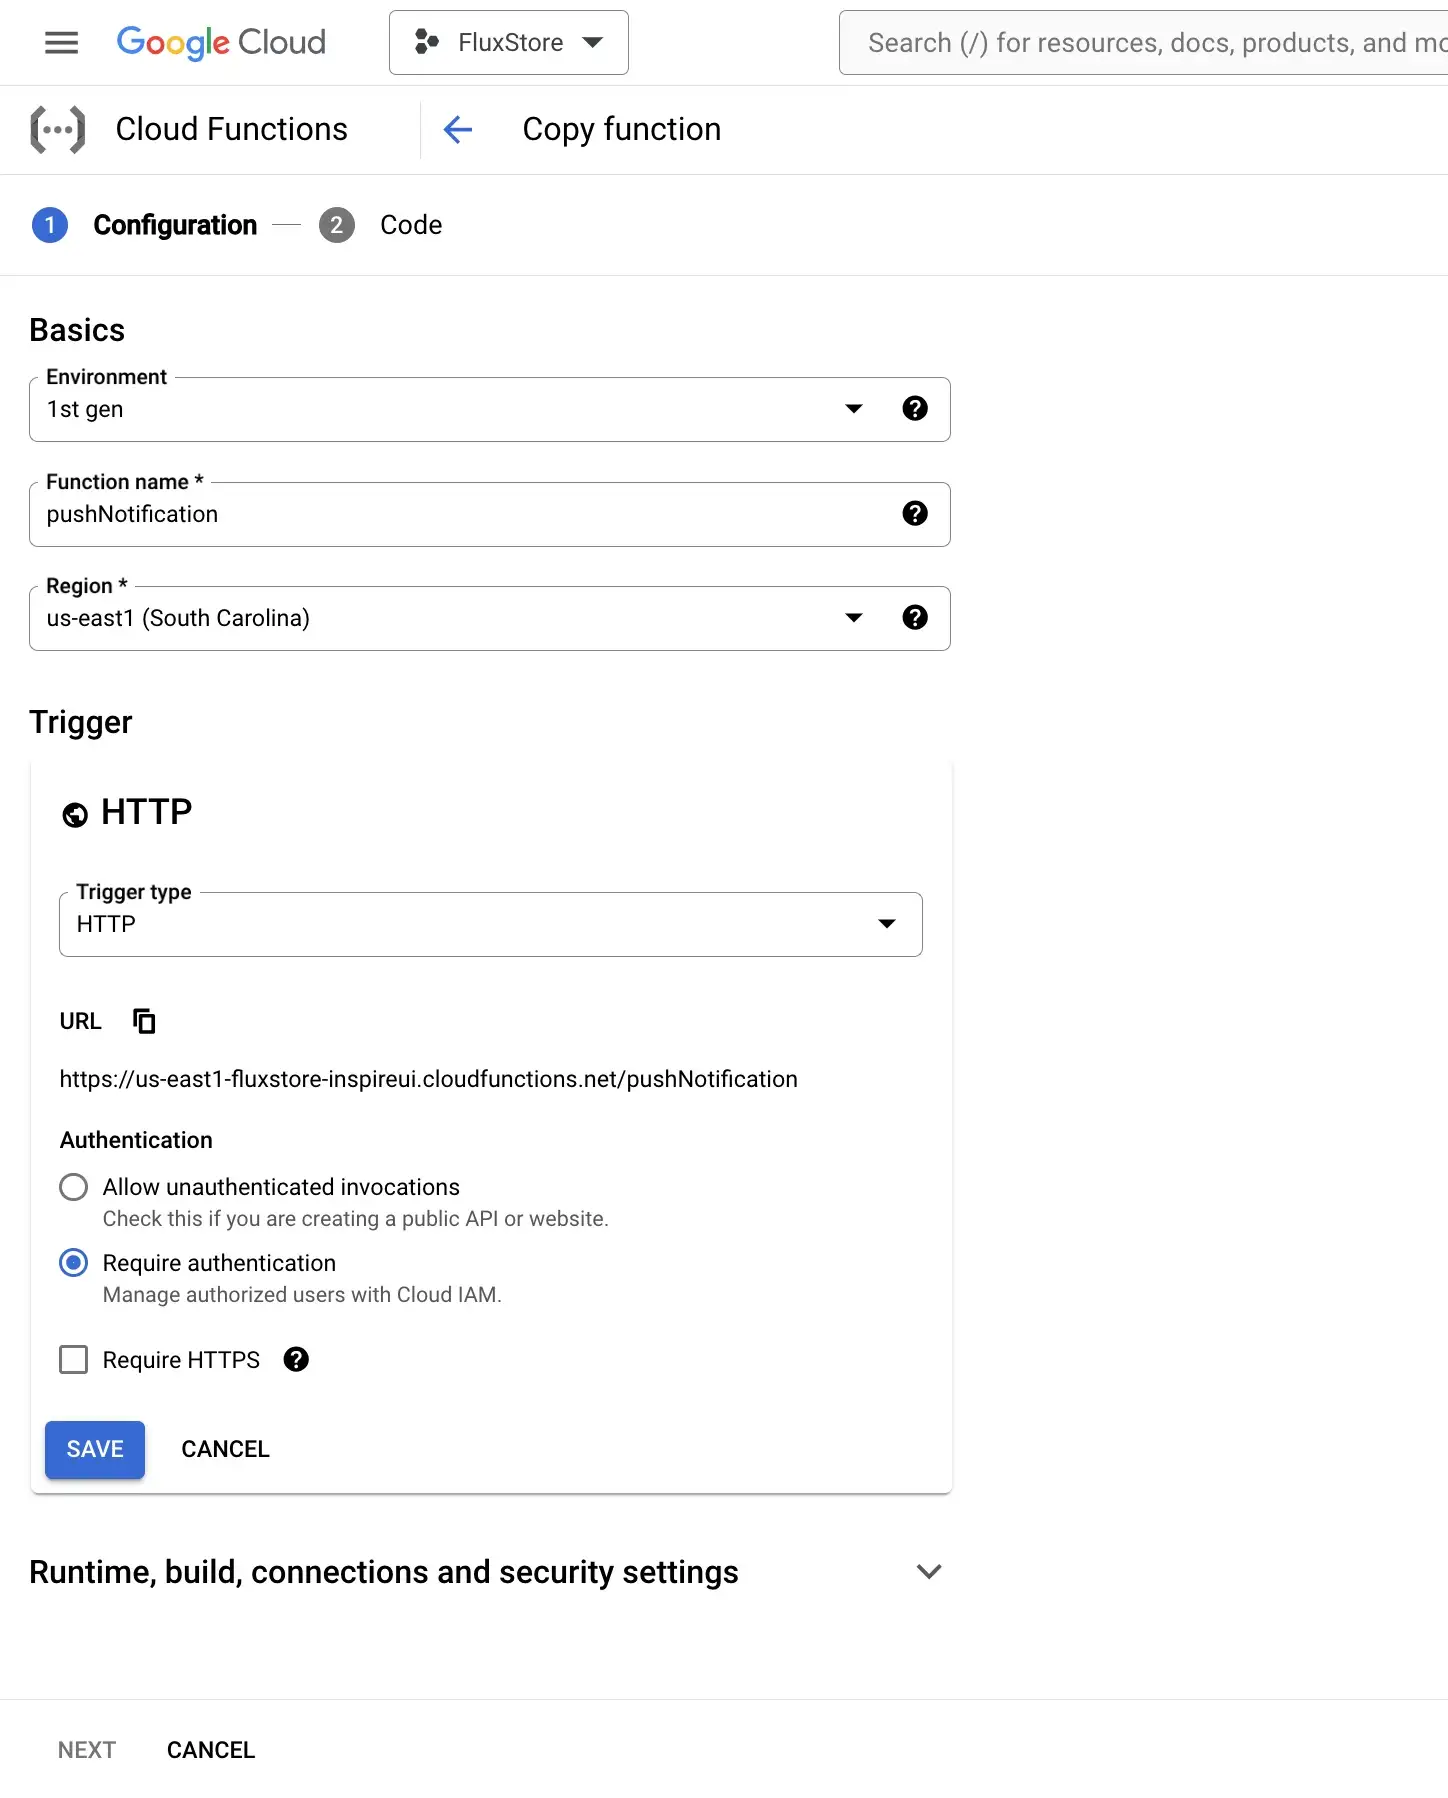 Google Cloud
FluxStore
Search (/) for resources, docs, products, and mo
Cloud Functions
Copy function
1 Configuration
2 Code
Basics
Environment
1st gen
Function name *
pushNotification
Region *
us-east1 (South Carolina)
Trigger
HTTP
Trigger type
HTTP
URL
https://us-east1-fluxstore-inspireui.cloudfunctions.net/pushNotification
Authentication
Allow unauthenticated invocations
Check this if you are creating a public API or website.
Require authentication
Manage authorized users with Cloud IAM.
Require HTTPS
SAVE
CANCEL
Runtime, build, connections and security settings
NEXT
CANCEL